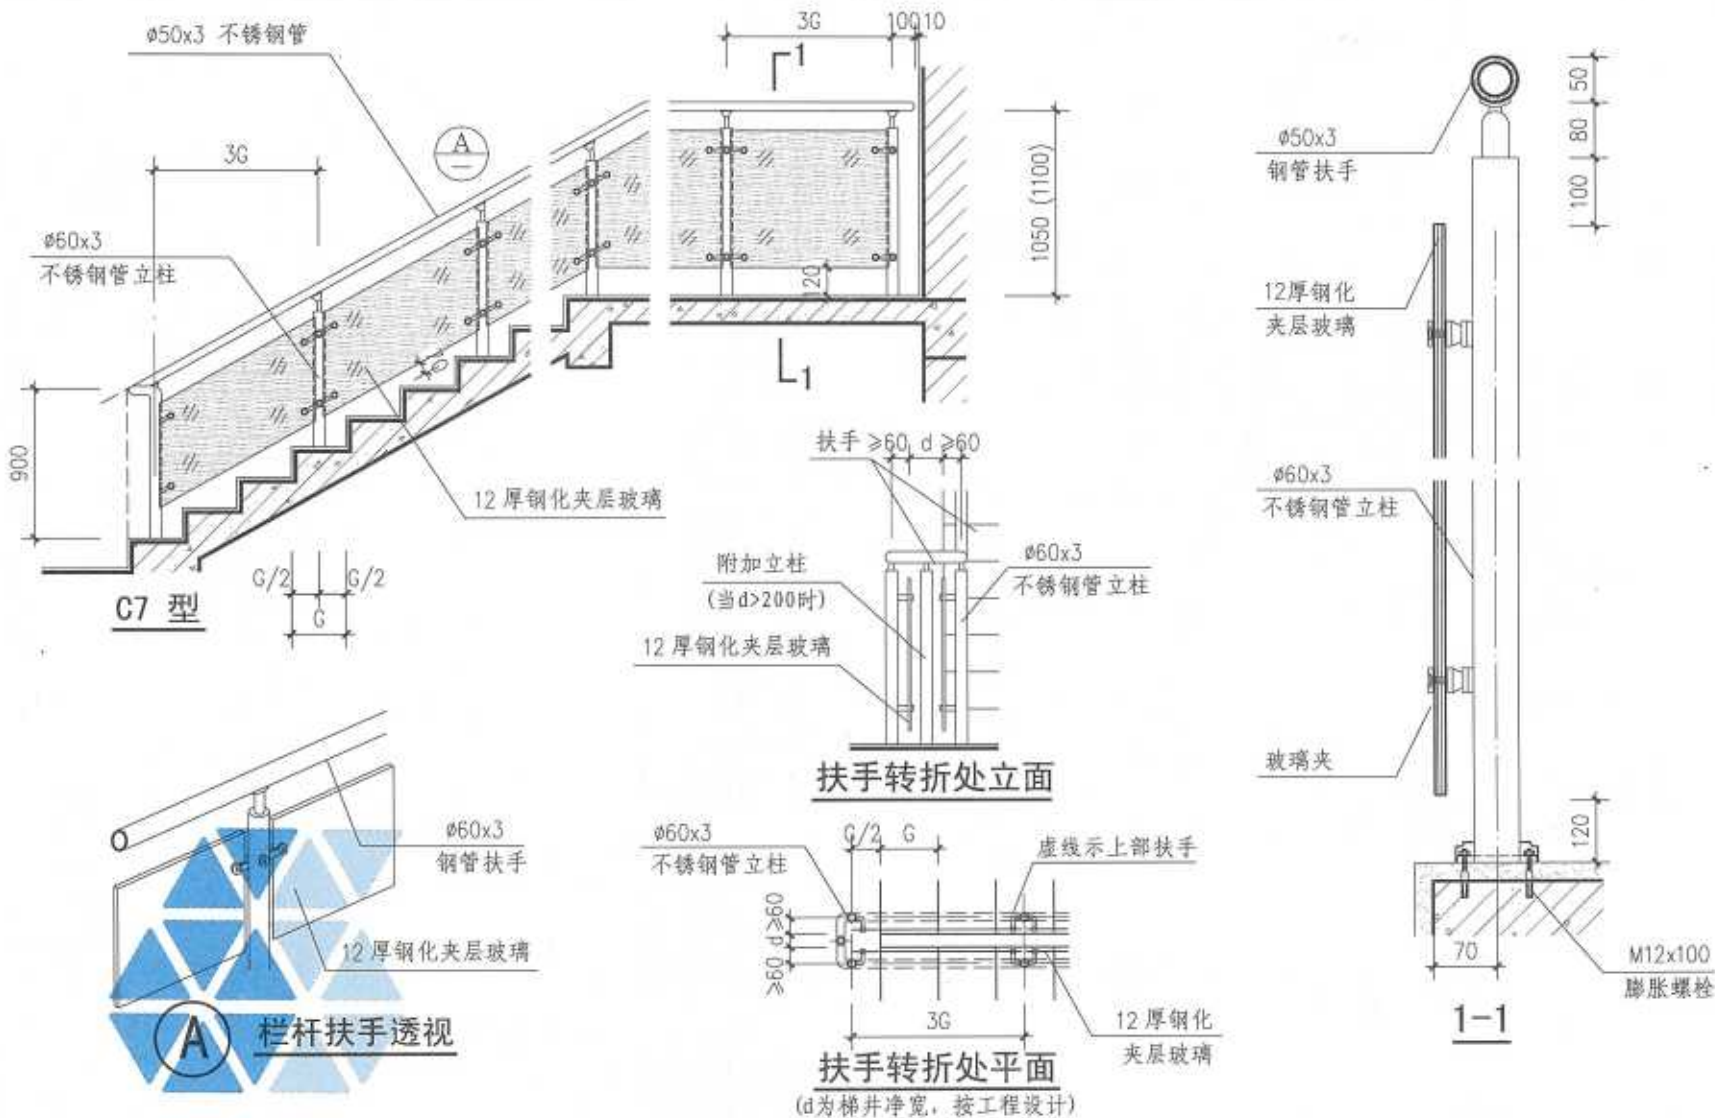 ø50x3 不锈钢管
3G
A
ø60x3
不锈钢管立柱
3G
10010
1
1050 (1100)
120
900
12 厚钢化夹层玻璃
1
G/2
G/2
G
C7 型
扶手 ≥60 d ≥60
附加立柱
(当d>200时)
ø60x3
不锈钢管立柱
12 厚钢化夹层玻璃
扶手转折处立面
ø60x3
钢管扶手
12 厚钢化夹层玻璃
A
栏杆扶手透视
ø60x3
不锈钢管立柱
G/2
G
虚线示上部扶手
≥60
d
≥60
3G
12 厚钢化
夹层玻璃
扶手转折处平面
(d为梯井净宽，按工程设计)
ø50x3
钢管扶手
50
80
100
12厚钢化
夹层玻璃
ø60x3
不锈钢管立柱
玻璃夹
120
70
M12x100
膨胀螺栓
1-1